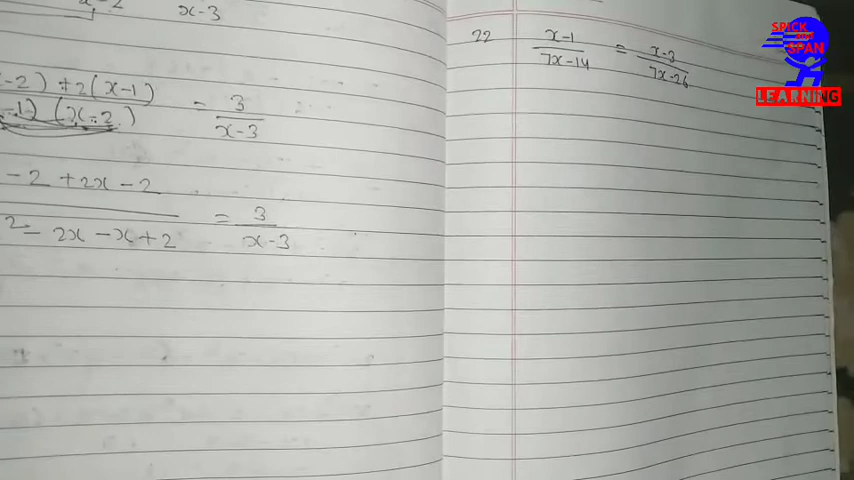 x-3
-2) + 2(x-1)
-1) (x-2)
= 3
x-3
-2 + 2x - 2
2 - 2x - x + 2
= 3
x-3
22
x-1
7x-14
= x-3
7x-26
SPICK
and
SPAN
LEARNING